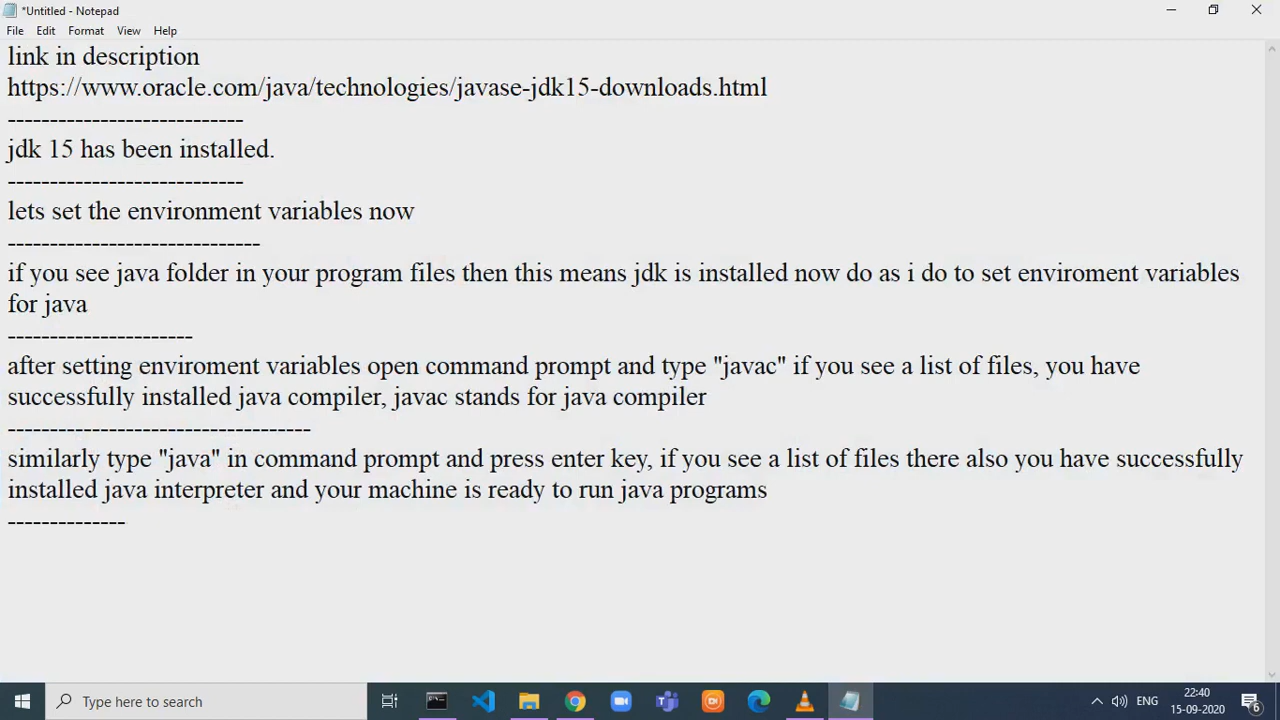 *Untitled - Notepad
File Edit Format View Help
link in description
https://www.oracle.com/java/technologies/javase-jdk15-downloads.html
----------------------------
jdk 15 has been installed.
----------------------------
lets set the environment variables now
------------------------------
if you see java folder in your program files then this means jdk is installed now do as i do to set enviroment variables
for java
----------------------
after setting enviroment variables open command prompt and type "javac" if you see a list of files, you have
successfully installed java compiler, javac stands for java compiler
------------------------------------
similarly type "java" in command prompt and press enter key, if you see a list of files there also you have successfully
installed java interpreter and your machine is ready to run java programs
--------------
Type here to search
ENG
22:40
15-09-2020
6